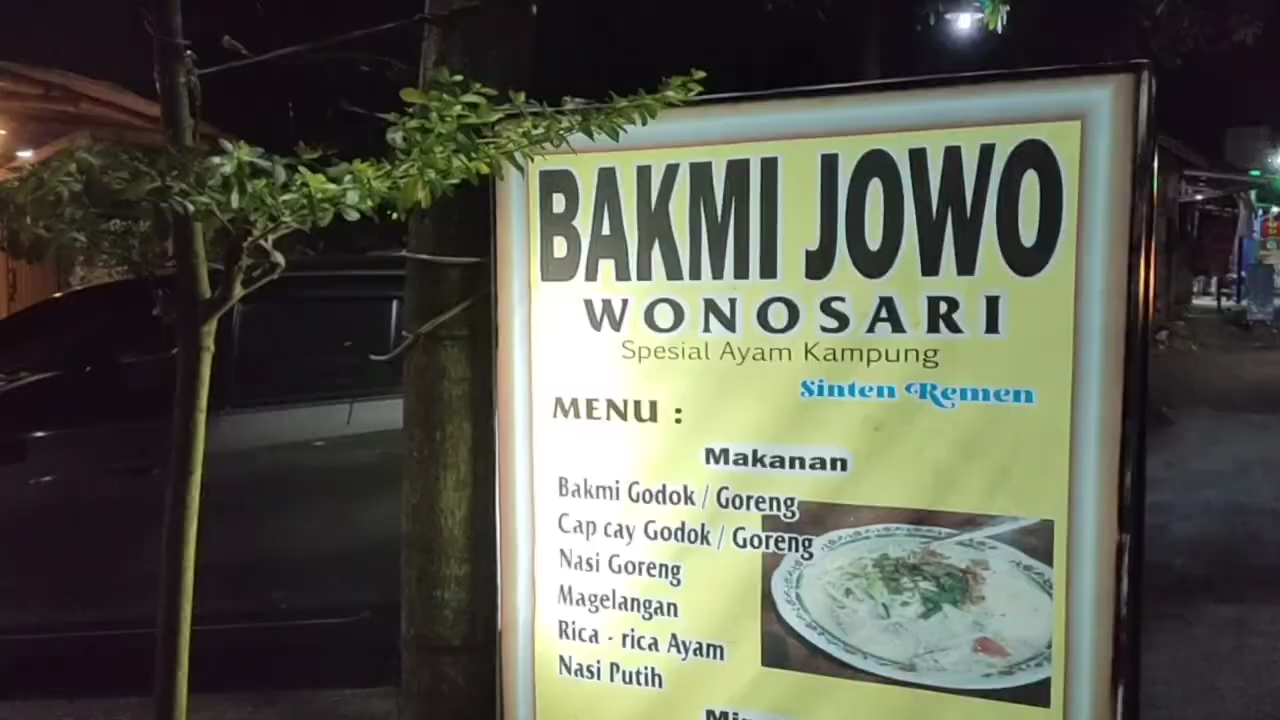 BAKMI JOWO
WONOSARI
Spesial Ayam Kampung
Sinten Remen
MENU :
Makanan
Bakmi Godok / Goreng
Cap cay Godok / Goreng
Nasi Goreng
Magelangan
Rica - rica Ayam
Nasi Putih